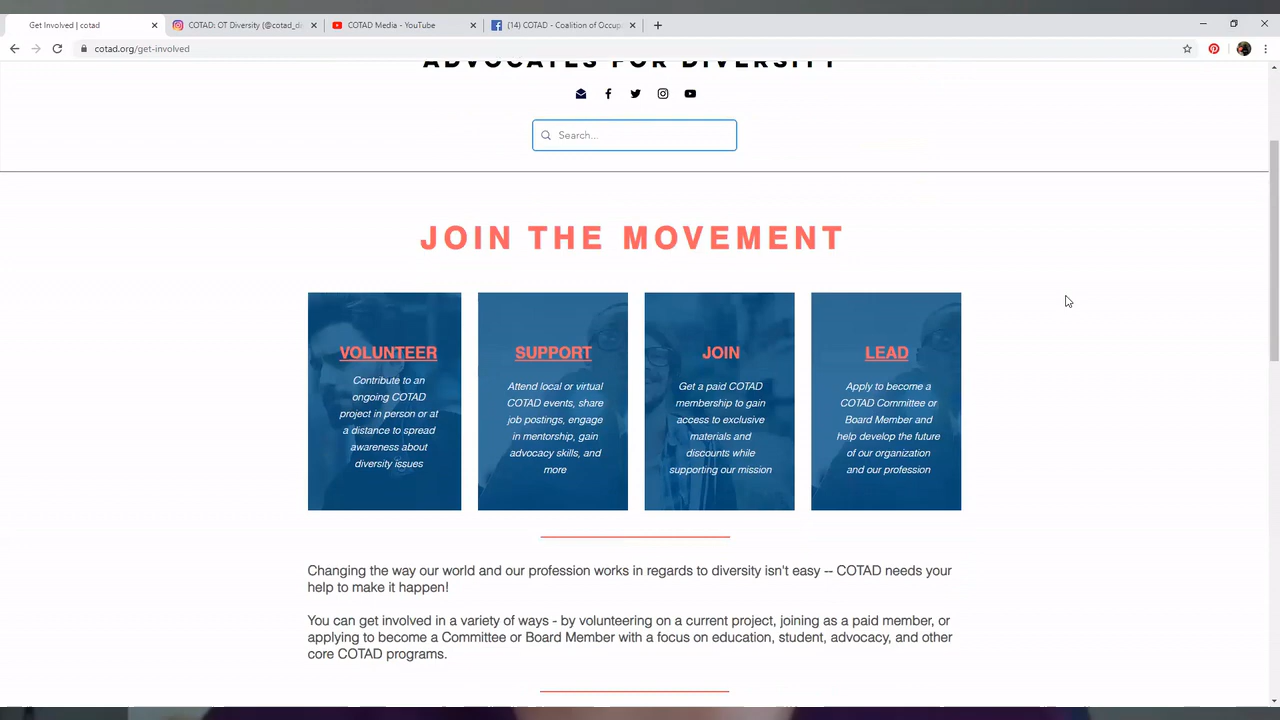 Get Involved | cotad
COTAD: OT Diversity (@cotad_d
COTAD Media - YouTube
(14) COTAD - Coalition of Occup
cotad.org/get-involved
ADVOCATES FOR DIVERSITY
Search...
JOIN THE MOVEMENT
VOLUNTEER
Contribute to an
ongoing COTAD
project in person or at
a distance to spread
awareness about
diversity issues
SUPPORT
Attend local or virtual
COTAD events, share
job postings, engage
in mentorship, gain
advocacy skills, and
more
JOIN
Get a paid COTAD
membership to gain
access to exclusive
materials and
discounts while
supporting our mission
LEAD
Apply to become a
COTAD Committee or
Board Member and
help develop the future
of our organization
and our profession
Changing the way our world and our profession works in regards to diversity isn't easy -- COTAD needs your
help to make it happen!
You can get involved in a variety of ways - by volunteering on a current project, joining as a paid member, or
applying to become a Committee or Board Member with a focus on education, student, advocacy, and other
core COTAD programs.